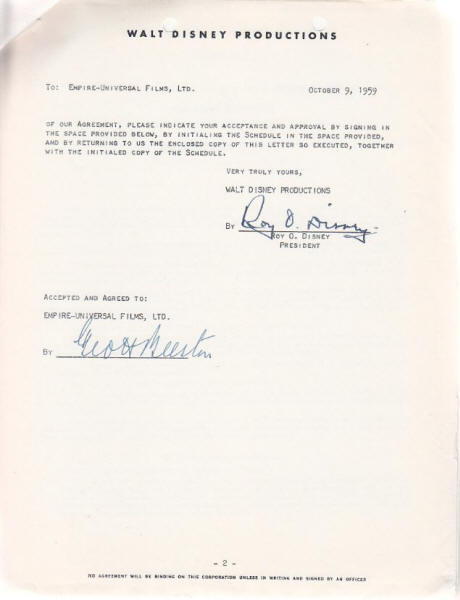 WALT DISNEY PRODUCTIONS
TO: EMPIRE-UNIVERSAL FILMS, LTD. OCTOBER 9, 1959
OF OUR AGREEMENT, PLEASE INDICATE YOUR ACCEPTANCE AND APPROVAL BY SIGNING IN
THE SPACE PROVIDED BELOW, BY INITIALING THE SCHEDULE IN THE SPACE PROVIDED,
AND BY RETURNING TO US THE ENCLOSED COPY OF THIS LETTER SO EXECUTED, TOGETHER
WITH THE INITIALED COPY OF THE SCHEDULE.
VERY TRULY YOURS,
WALT DISNEY PRODUCTIONS
BY Roy O. Disney
ROY O. DISNEY
PRESIDENT
ACCEPTED AND AGREED TO:
EMPIRE-UNIVERSAL FILMS, LTD.
BY Geo H Beeston
- 2 -
NO AGREEMENT WILL BE BINDING ON THIS CORPORATION UNLESS IN WRITING AND SIGNED BY AN OFFICER